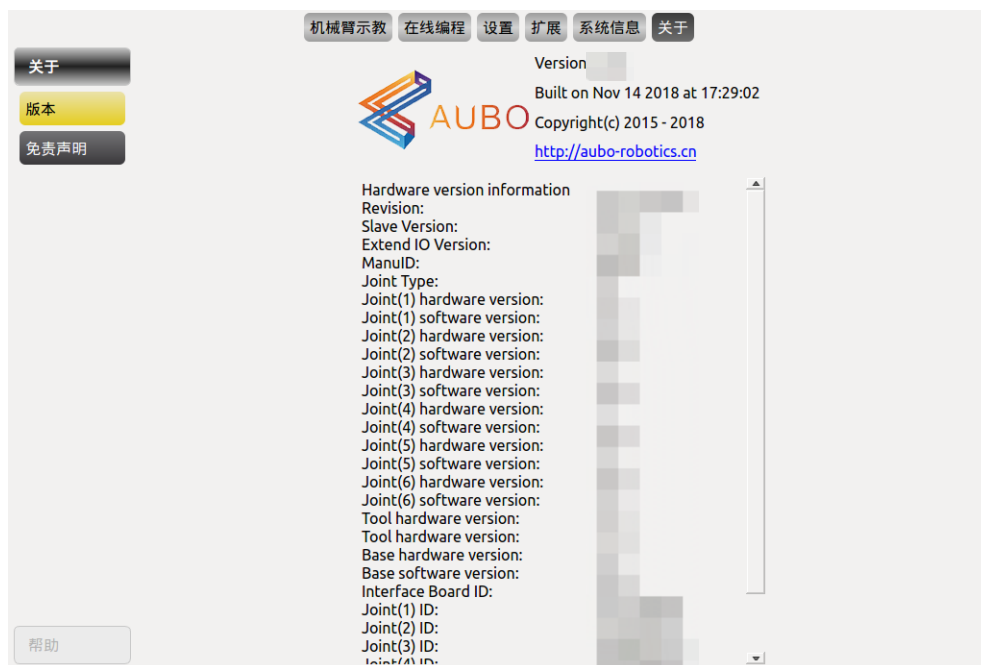 机械臂示教 在线编程 设置 扩展 系统信息 关于
关于
版本
免责声明
AUBO
Version
Built on Nov 14 2018 at 17:29:02
Copyright(c) 2015 - 2018
http://aubo-robotics.cn
Hardware version information
Revision:
Slave Version:
Extend IO Version:
ManuID:
Joint Type:
Joint(1) hardware version:
Joint(1) software version:
Joint(2) hardware version:
Joint(2) software version:
Joint(3) hardware version:
Joint(3) software version:
Joint(4) hardware version:
Joint(4) software version:
Joint(5) hardware version:
Joint(5) software version:
Joint(6) hardware version:
Joint(6) software version:
Tool hardware version:
Tool hardware version:
Base hardware version:
Base software version:
Interface Board ID:
Joint(1) ID:
Joint(2) ID:
Joint(3) ID:
Joint(4) ID:
帮助